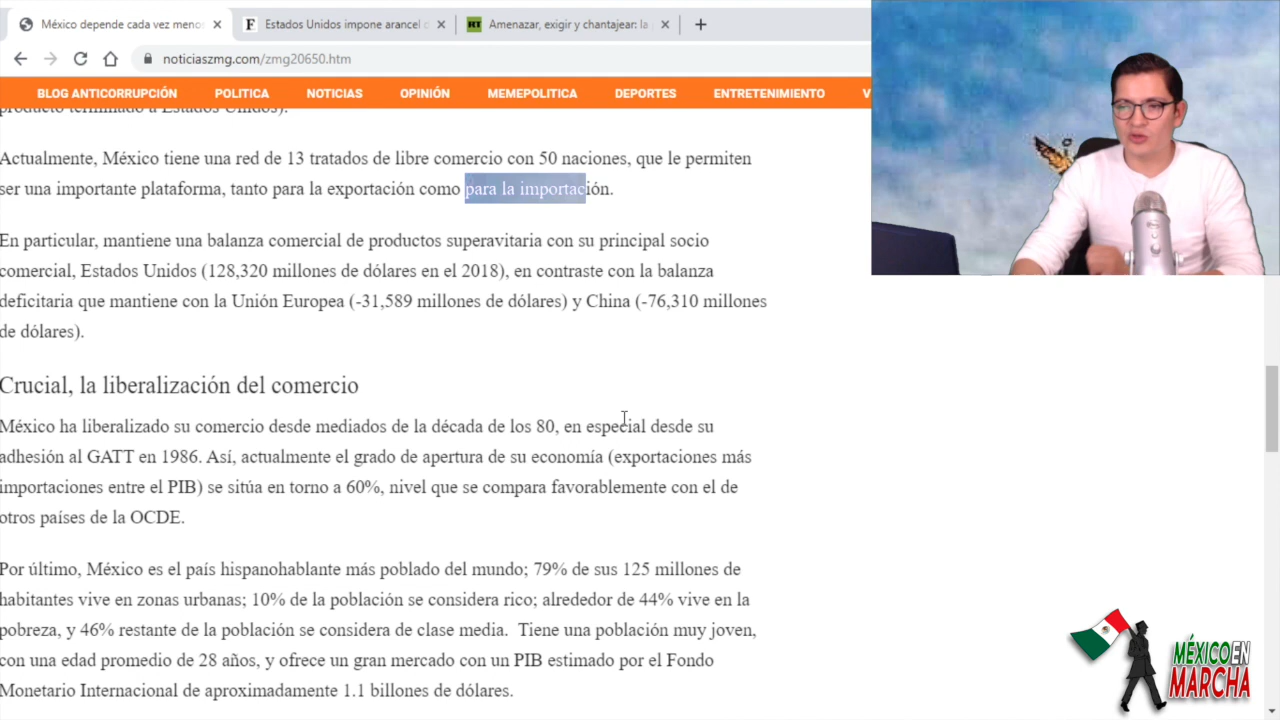 México depende cada vez menos
Estados Unidos impone arancel
RT
Amenazar, exigir y chantajear: la
noticiaszmg.com/zmg20650.htm
BLOG ANTICORRUPCIÓN
POLITICA
NOTICIAS
OPINIÓN
MEMEPOLITICA
DEPORTES
ENTRETENIMIENTO
V
producto terminado a Estados Unidos).
Actualmente, México tiene una red de 13 tratados de libre comercio con 50 naciones, que le permiten
ser una importante plataforma, tanto para la exportación como para la importación.
En particular, mantiene una balanza comercial de productos superavitaria con su principal socio
comercial, Estados Unidos (128,320 millones de dólares en el 2018), en contraste con la balanza
deficitaria que mantiene con la Unión Europea (-31,589 millones de dólares) y China (-76,310 millones
de dólares).
Crucial, la liberalización del comercio
México ha liberalizado su comercio desde mediados de la década de los 80, en especial desde su
adhesión al GATT en 1986. Así, actualmente el grado de apertura de su economía (exportaciones más
importaciones entre el PIB) se sitúa en torno a 60%, nivel que se compara favorablemente con el de
otros países de la OCDE.
Por último, México es el país hispanohablante más poblado del mundo; 79% de sus 125 millones de
habitantes vive en zonas urbanas; 10% de la población se considera rico; alrededor de 44% vive en la
pobreza, y 46% restante de la población se considera de clase media. Tiene una población muy joven,
con una edad promedio de 28 años, y ofrece un gran mercado con un PIB estimado por el Fondo
Monetario Internacional de aproximadamente 1.1 billones de dólares.
MÉXICO EN
MARCHA